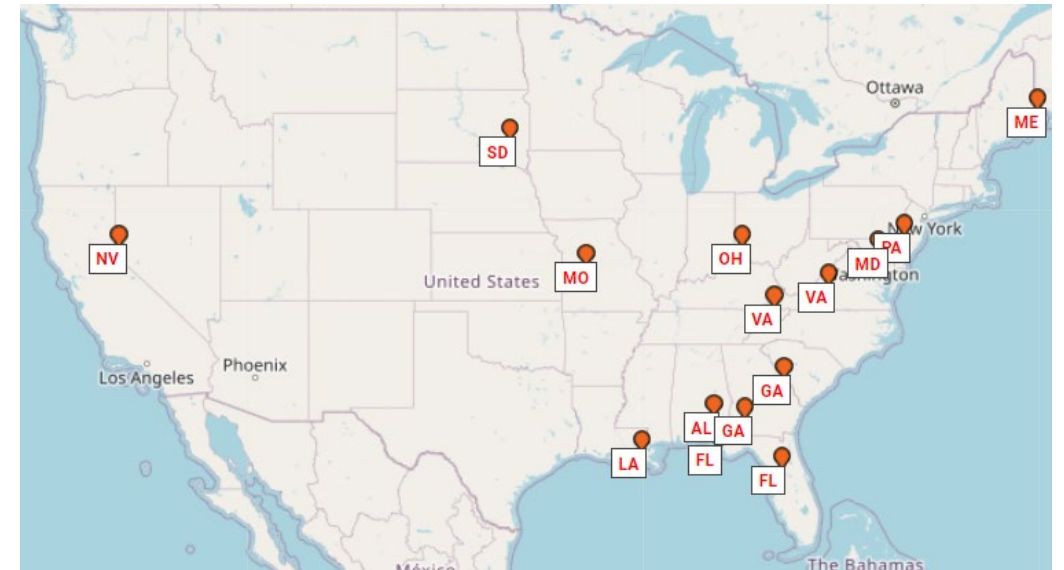 Ottawa
ME
SD
New York
PA
NV
OH
MD
MO
Washington
United States
VA
VA
Phoenix
Los Angeles
GA
AL
GA
FL
LA
FL
México
The Bahamas